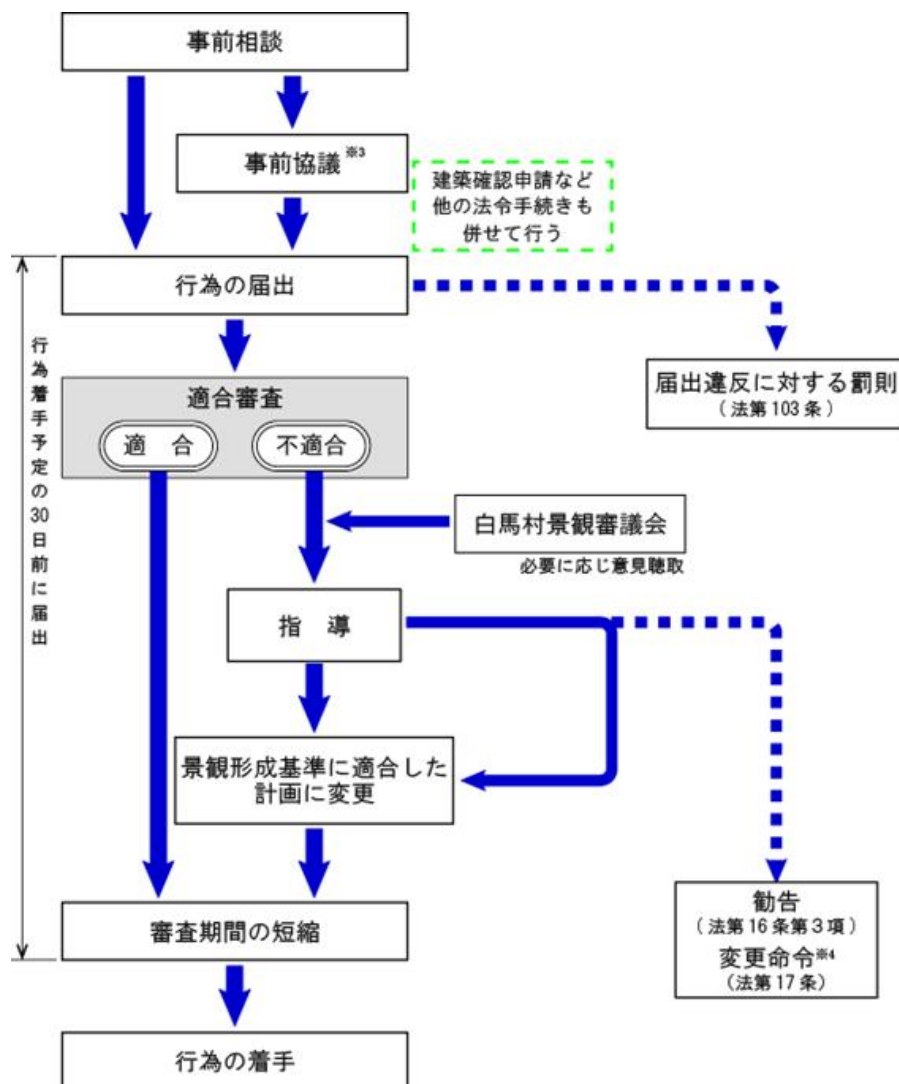 事前相談
事前協議※3
建築確認申請など
他の法令手続きも
併せて行う
行為の届出
行為着手予定の30日前に届出
届出違反に対する罰則
（法第103条）
適合審査
適　合
不適合
白馬村景観審議会
必要に応じ意見聴取
指　導
景観形成基準に適合した
計画に変更
勧告
（法第16条第3項）
変更命令※4
（法第17条）
審査期間の短縮
行為の着手